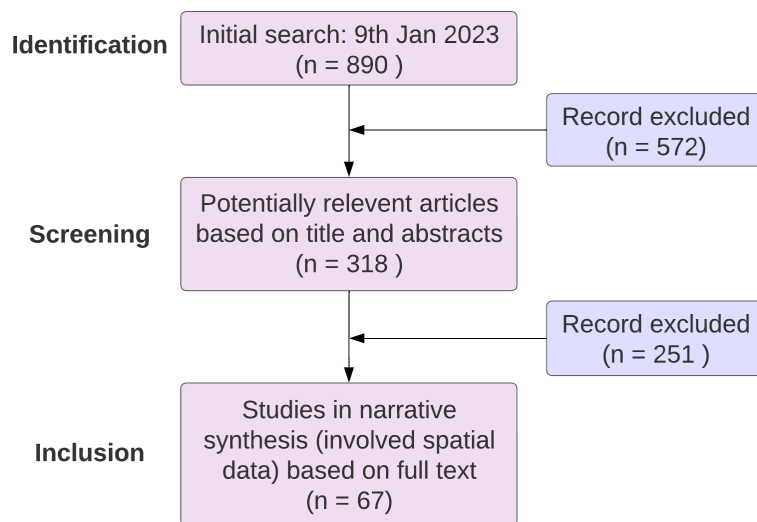 Identification
Initial search: 9th Jan 2023
(n = 890 )
Record excluded
(n = 572)
Screening
Potentially relevent articles
based on title and abstracts
(n = 318 )
Record excluded
(n = 251 )
Inclusion
Studies in narrative
synthesis (involved spatial
data) based on full text
(n = 67)